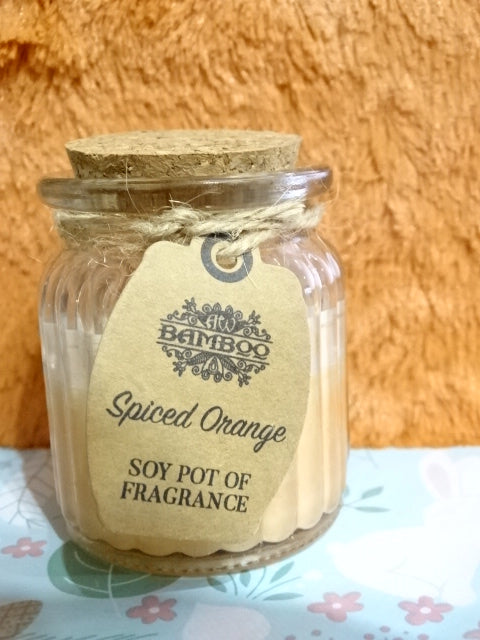 AW
BAMBOO
Spiced Orange
SOY POT OF
FRAGRANCE